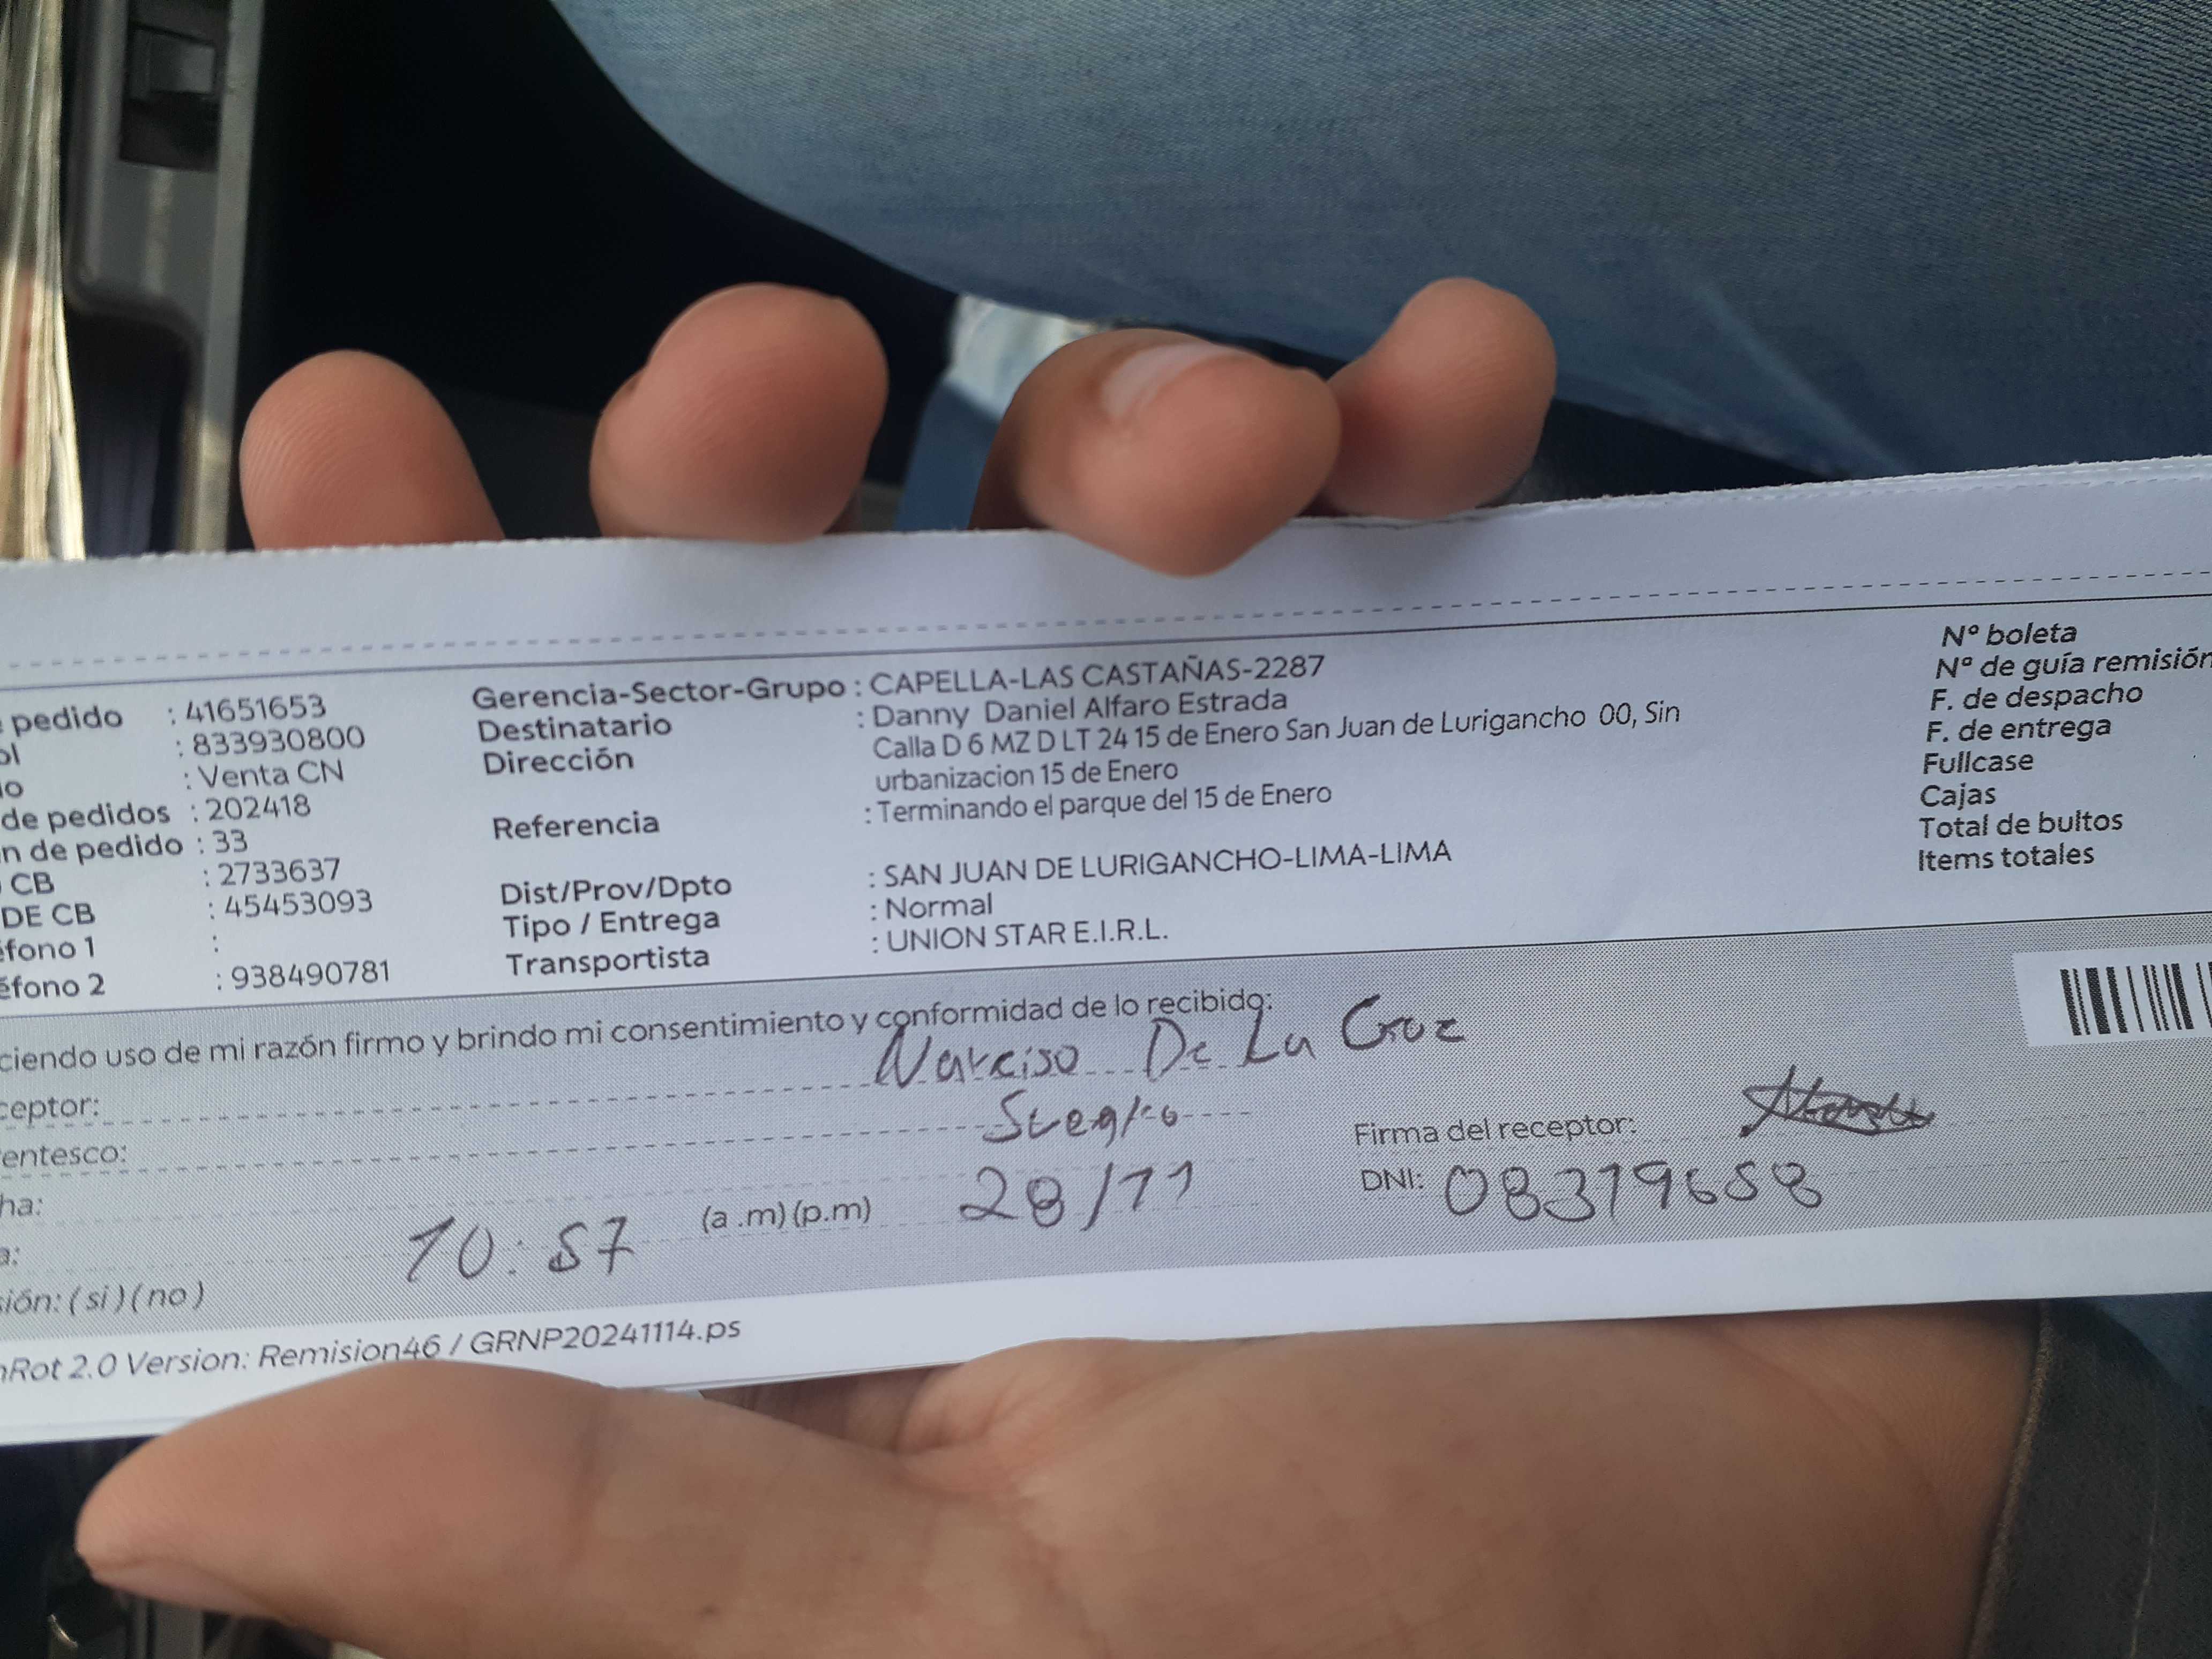 pedido : 41651653
ol : 833930800
o : Venta CN
de pedidos : 202418
n de pedido : 33
CB : 2733637
DE CB : 45453093
éfono 1 :
éfono 2 : 938490781
Gerencia-Sector-Grupo : CAPELLA-LAS CASTAÑAS-2287
Destinatario : Danny Daniel Alfaro Estrada
Dirección : Calla D 6 MZ D LT 24 15 de Enero San Juan de Lurigancho 00, Sin
urbanizacion 15 de Enero
Referencia : Terminando el parque del 15 de Enero
Dist/Prov/Dpto : SAN JUAN DE LURIGANCHO-LIMA-LIMA
Tipo / Entrega : Normal
Transportista : UNION STAR E.I.R.L.
N° boleta
N° de guía remisión
F. de despacho
F. de entrega
Fullcase
Cajas
Total de bultos
Items totales
ciendo uso de mi razón firmo y brindo mi consentimiento y conformidad de lo recibido:
ceptor: Narciso De La Cruz
entesco: Suegro
Firma del receptor:
ha: 28/11
DNI: 08319658
a: 10:57 (a .m) (p.m)
sión: ( si ) ( no )
nRot 2.0 Version: Remision46 / GRNP20241114.ps